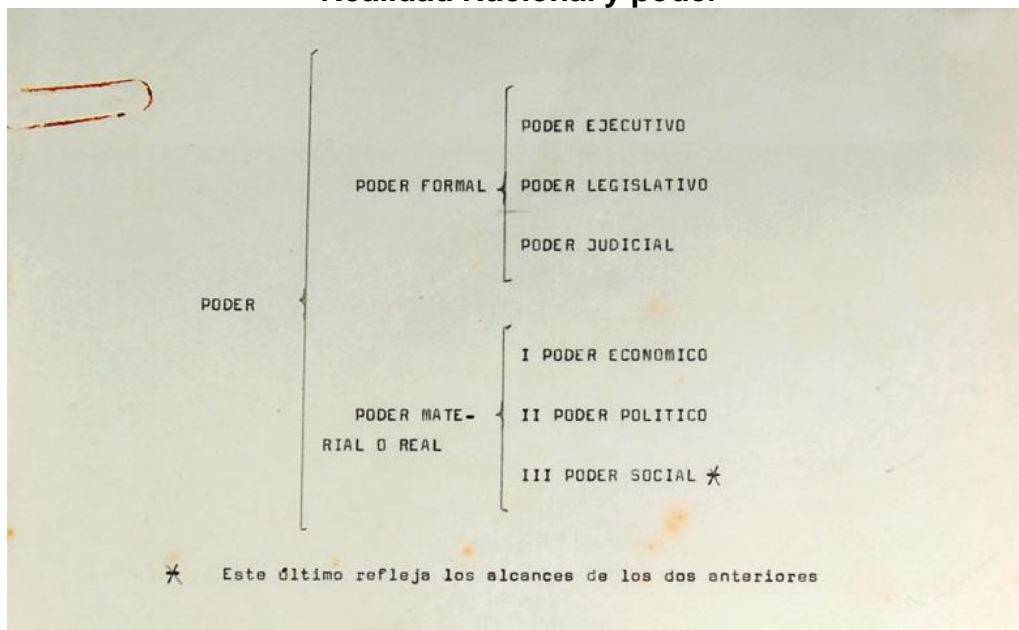 Realidad Nacional y poder
PODER EJECUTIVO
PODER FORMAL
PODER LEGISLATIVO
PODER JUDICIAL
PODER
I PODER ECONOMICO
PODER MATE-
RIAL O REAL
II PODER POLITICO
III PODER SOCIAL *
* Este último refleja los alcances de los dos anteriores